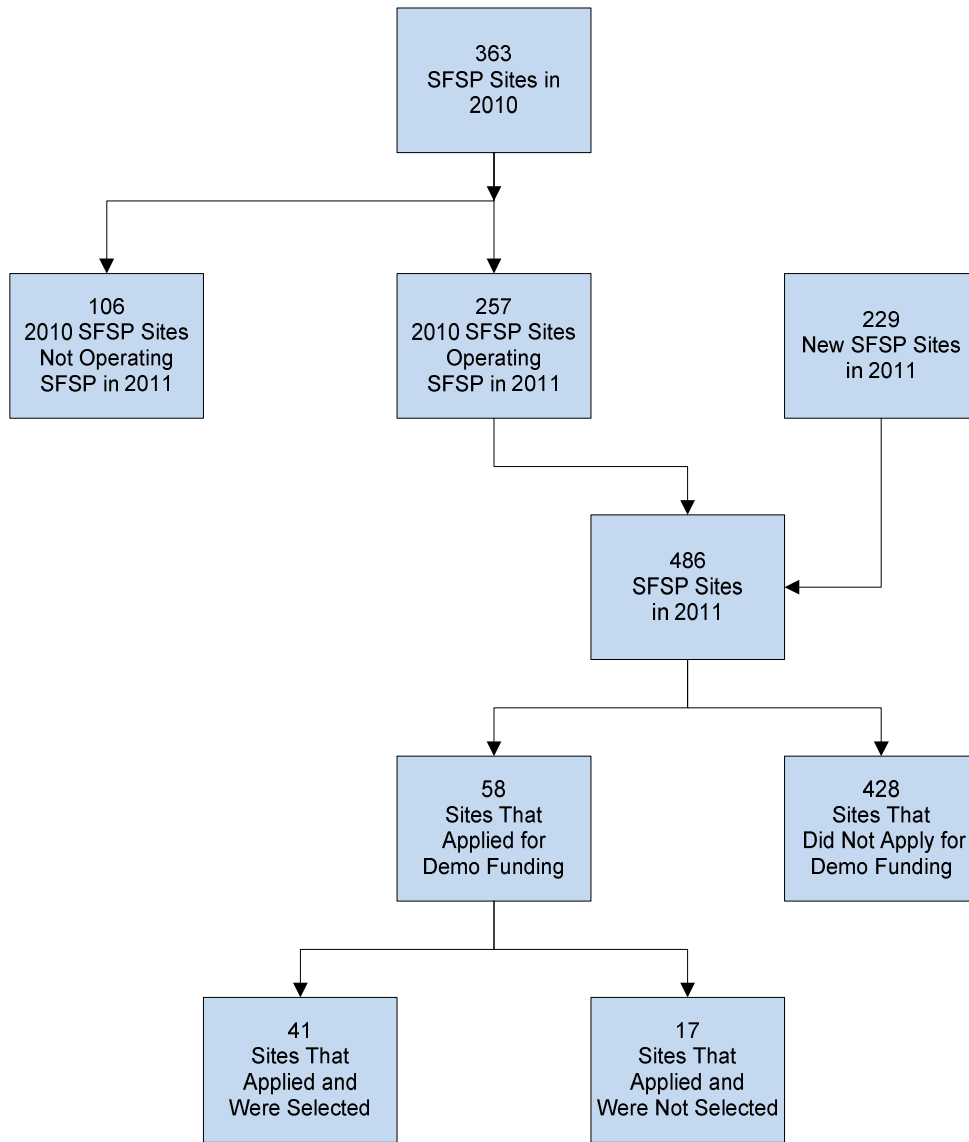 363
SFSP Sites in
2010
106
2010 SFSP Sites
Not Operating
SFSP in 2011
257
2010 SFSP Sites
Operating
SFSP in 2011
229
New SFSP Sites
in 2011
486
SFSP Sites
in 2011
58
Sites That
Applied for
Demo Funding
428
Sites That
Did Not Apply for
Demo Funding
41
Sites That
Applied and
Were Selected
17
Sites That
Applied and
Were Not Selected